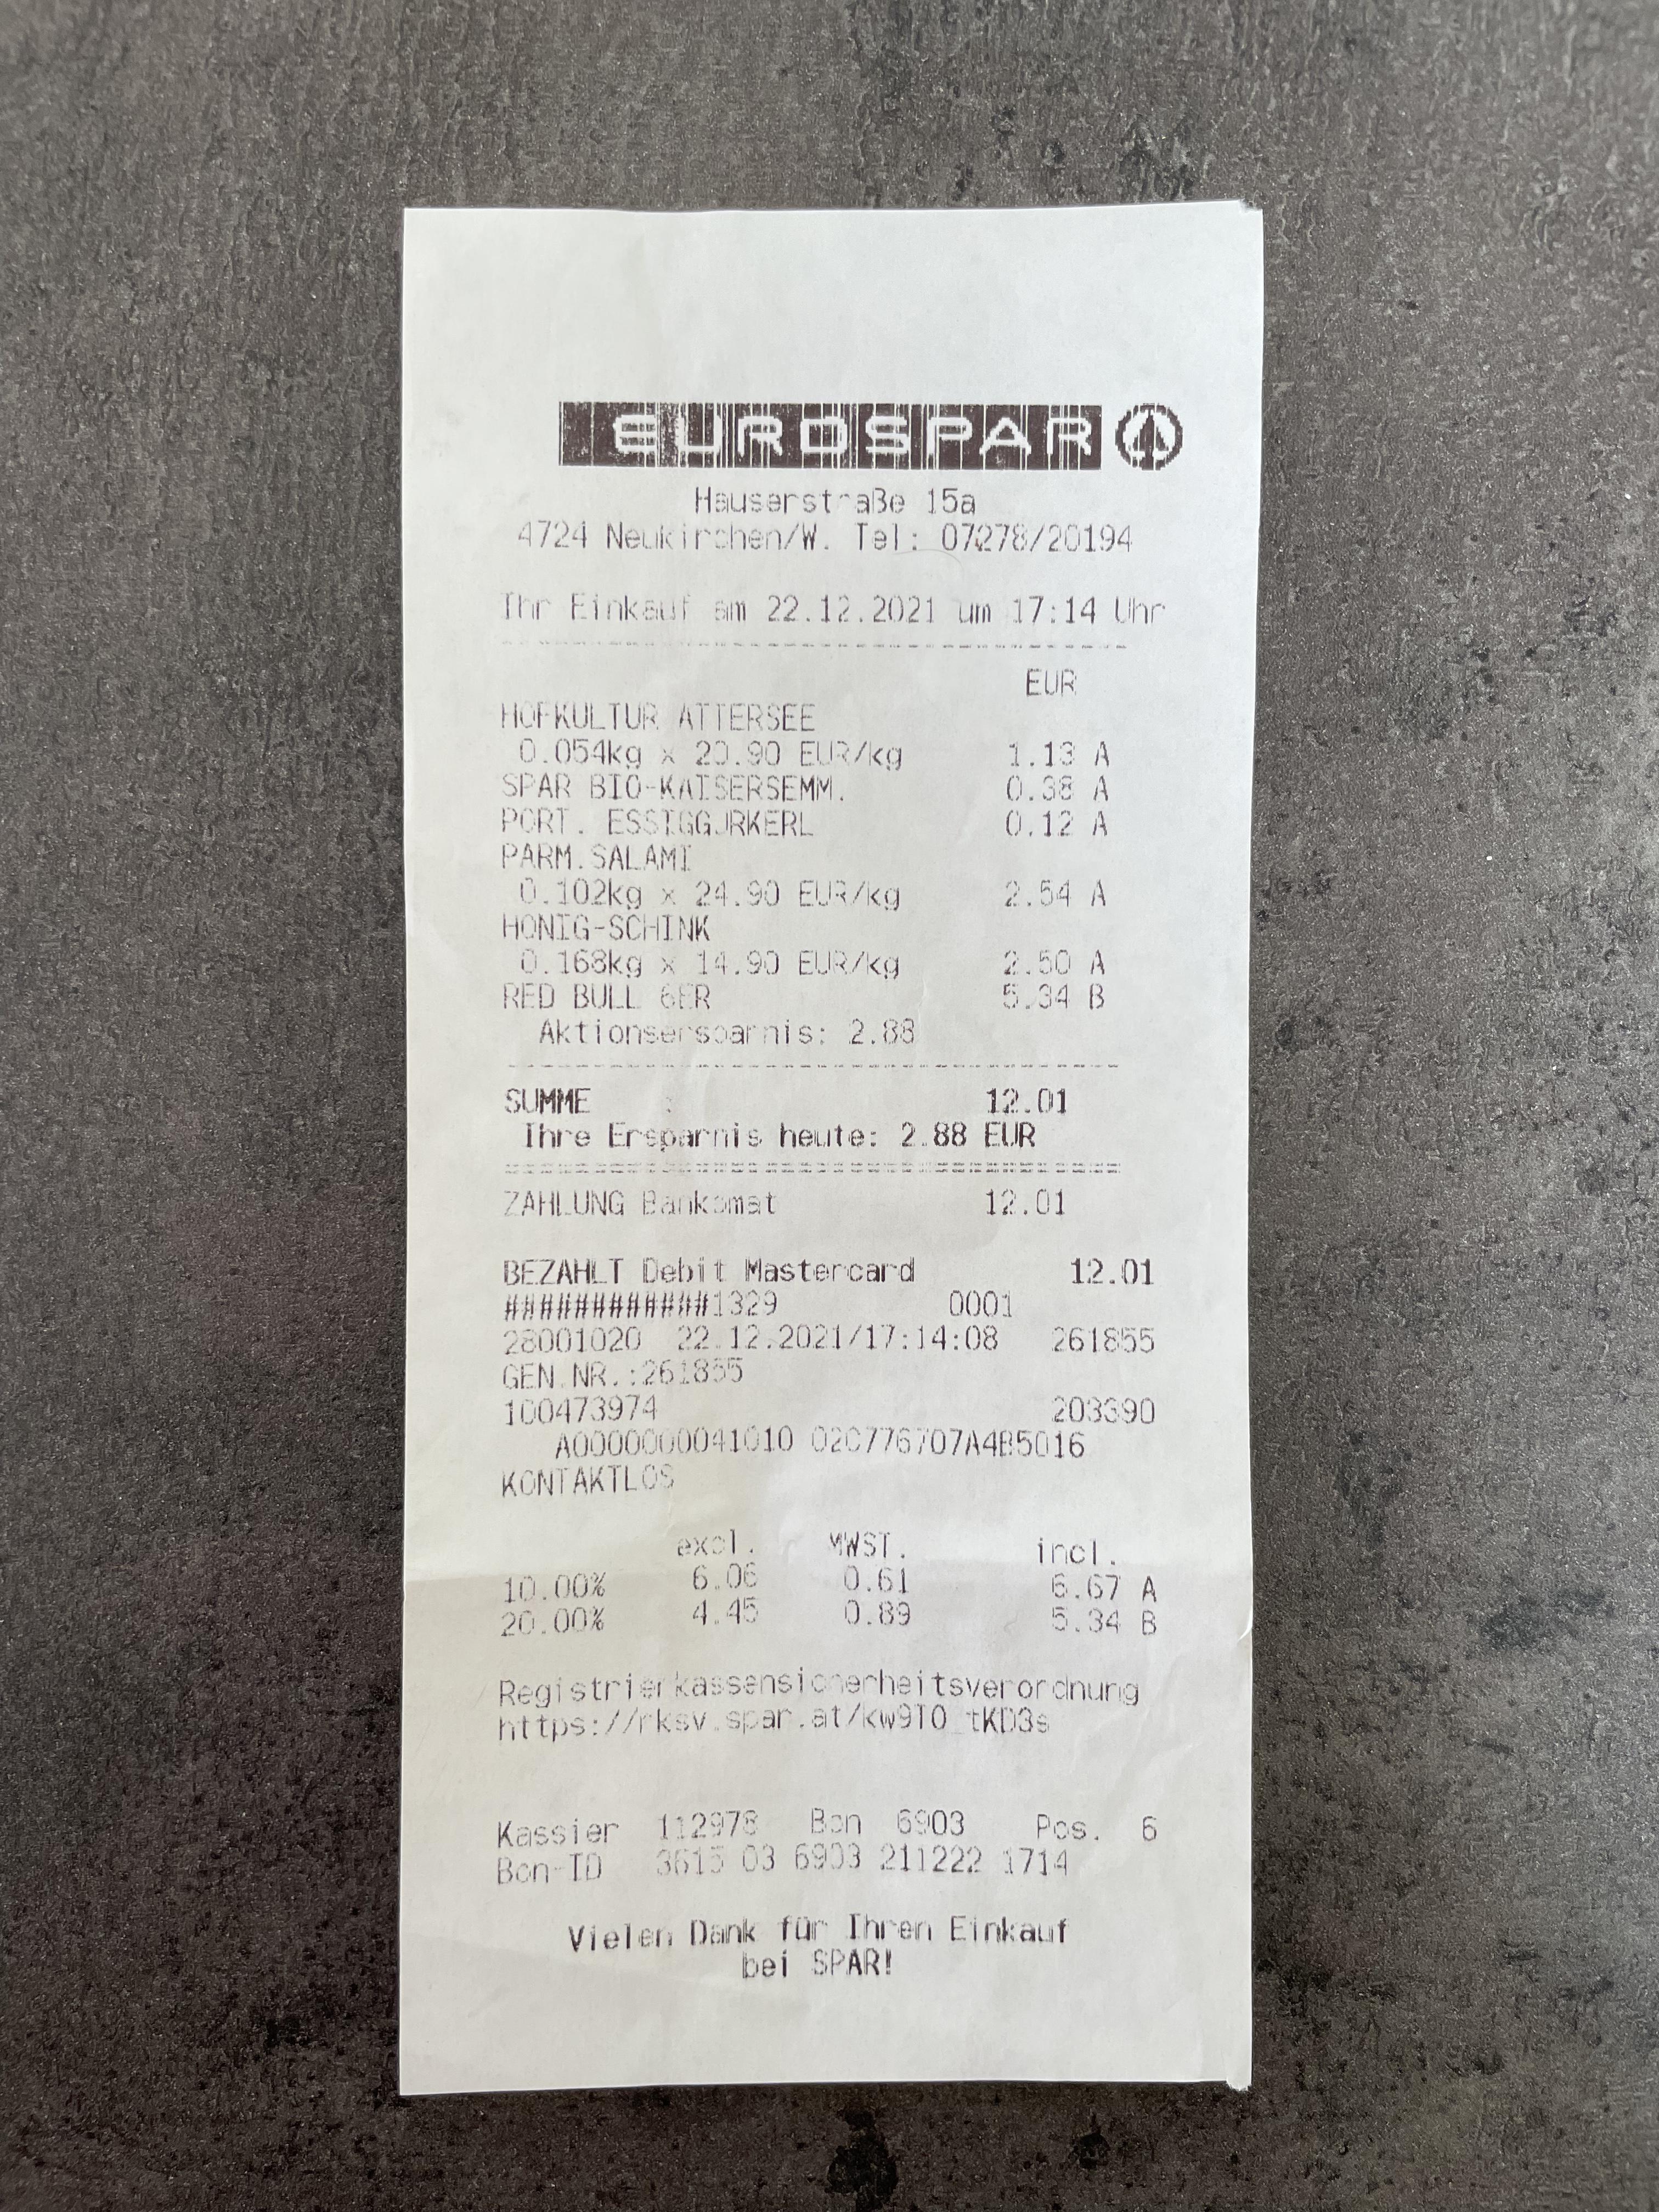 EUROSPAR
Hauserstraße 15a
4724 Neukirchen/W. Tel: 07278/20194
Ihr Einkauf am 22.12.2021 um 17:14 Uhr
EUR
HOFKULTUR ATTERSEE
0.054kg x 20.90 EUR/kg 1.13 A
SPAR BIO-KAISERSEMM. 0.38 A
PORT. ESSIGGURKERL 0.12 A
PARM.SALAMI
0.102kg x 24.90 EUR/kg 2.54 A
HONIG-SCHINK
0.168kg x 14.90 EUR/kg 2.50 A
RED BULL 6ER 5.34 B
Aktionsersparnis: 2.88
SUMME : 12.01
Ihre Ersparnis heute: 2.88 EUR
ZAHLUNG Bankomat 12.01
BEZAHLT Debit Mastercard 12.01
############1329 0001
28001020 22.12.2021/17:14:08 261855
GEN.NR.:261855
100473974 203390
A0000000041010 02C776707A4B5016
KONTAKTLOS
excl. MWST. incl.
10.00% 6.06 0.61 6.67 A
20.00% 4.45 0.89 5.34 B
Registrierkassensicherheitsverordnung
https://rksv.spar.at/kw9TO_tKD3s
Kassier 112978 Bon 6903 Pos. 6
Bon-ID 3615 03 6903 211222 1714
Vielen Dank für Ihren Einkauf
bei SPAR!